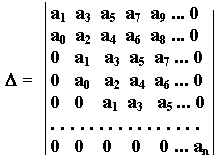 a₁ a₃ a₅ a₇ a₉ ... 0
a₀ a₂ a₄ a₆ a₈ ... 0
0 a₁ a₃ a₅ a₇ ... 0
Δ = 0 a₀ a₂ a₄ a₆ ... 0
0 0 a₁ a₃ a₅ ... 0
. . . . . . . . . . . . . . . .
0 0 0 0 0 ... aₙ